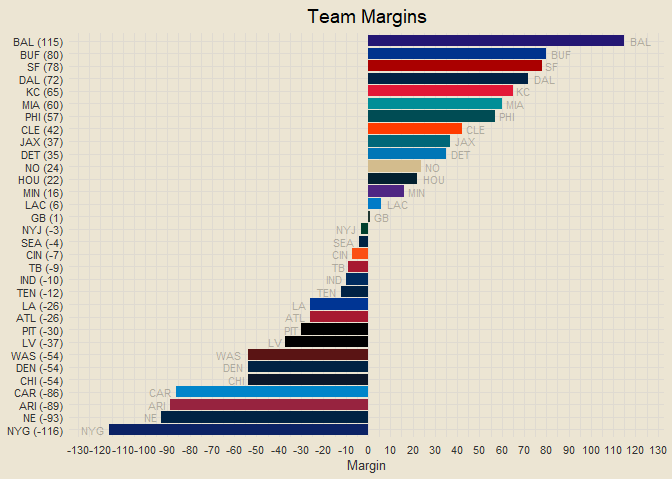 Team Margins
BAL (115) BAL
BUF (80) BUF
SF (78) SF
DAL (72) DAL
KC (65) KC
MIA (60) MIA
PHI (57) PHI
CLE (42) CLE
JAX (37) JAX
DET (35) DET
NO (24) NO
HOU (22) HOU
MIN (16) MIN
LAC (6) LAC
GB (1) GB
NYJ (-3) NYJ
SEA (-4) SEA
CIN (-7) CIN
TB (-9) TB
IND (-10) IND
TEN (-12) TEN
LA (-26) LA
ATL (-26) ATL
PIT (-30) PIT
LV (-37) LV
WAS (-54) WAS
DEN (-54) DEN
CHI (-54) CHI
CAR (-86) CAR
ARI (-89) ARI
NE (-93) NE
NYG (-116) NYG
-130 -120 -110 -100 -90 -80 -70 -60 -50 -40 -30 -20 -10 0 10 20 30 40 50 60 70 80 90 100 110 120 130
Margin